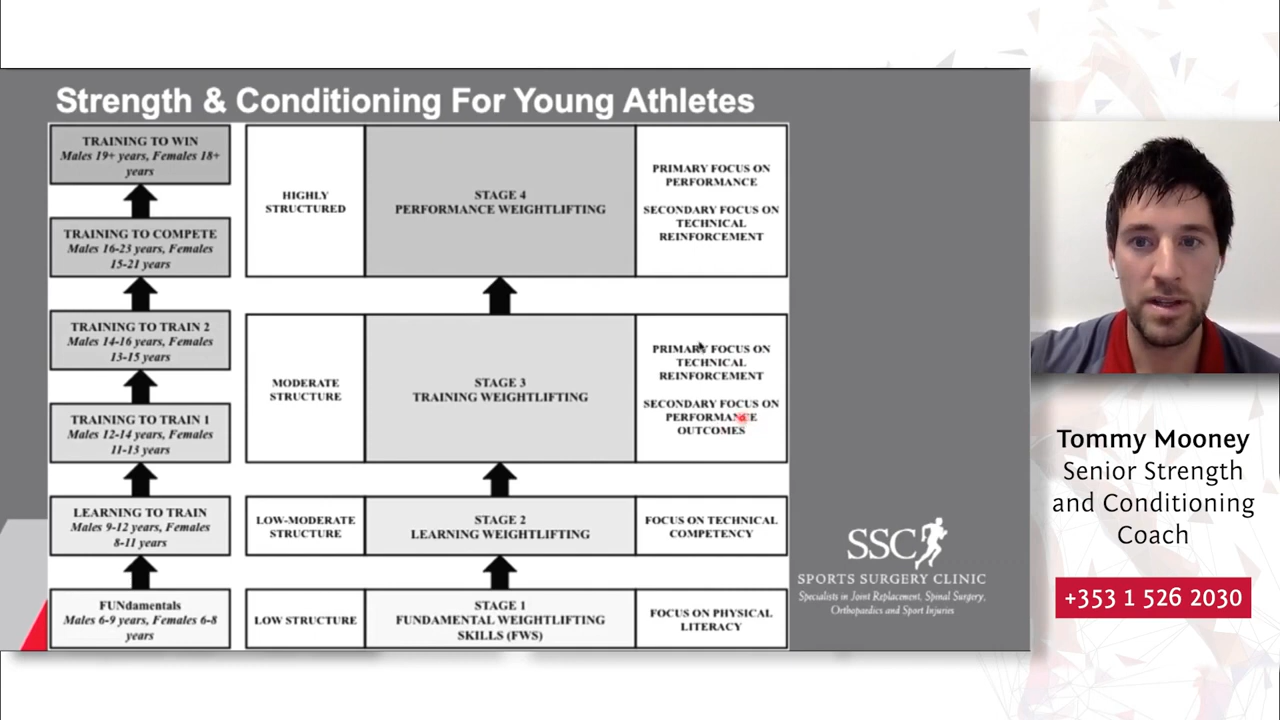 Strength & Conditioning For Young Athletes
TRAINING TO WIN
Males 19+ years, Females 18+
years
HIGHLY
STRUCTURED
STAGE 4
PERFORMANCE WEIGHTLIFTING
PRIMARY FOCUS ON
PERFORMANCE
SECONDARY FOCUS ON
TECHNICAL
REINFORCEMENT
TRAINING TO COMPETE
Males 16-23 years, Females
15-21 years
TRAINING TO TRAIN 2
Males 14-16 years, Females
13-15 years
MODERATE
STRUCTURE
STAGE 3
TRAINING WEIGHTLIFTING
PRIMARY FOCUS ON
TECHNICAL
REINFORCEMENT
SECONDARY FOCUS ON
PERFORMANCE
OUTCOMES
TRAINING TO TRAIN 1
Males 12-14 years, Females
11-13 years
LEARNING TO TRAIN
Males 9-12 years, Females
8-11 years
LOW-MODERATE
STRUCTURE
STAGE 2
LEARNING WEIGHTLIFTING
FOCUS ON TECHNICAL
COMPETENCY
FUNdamentals
Males 6-9 years, Females 6-8
years
LOW STRUCTURE
STAGE 1
FUNDAMENTAL WEIGHTLIFTING
SKILLS (FWS)
FOCUS ON PHYSICAL
LITERACY
SSC
SPORTS SURGERY CLINIC
Specialists in Joint Replacement, Spinal Surgery,
Orthopaedics and Sport Injuries
Tommy Mooney
Senior Strength
and Conditioning
Coach
+353 1 526 2030